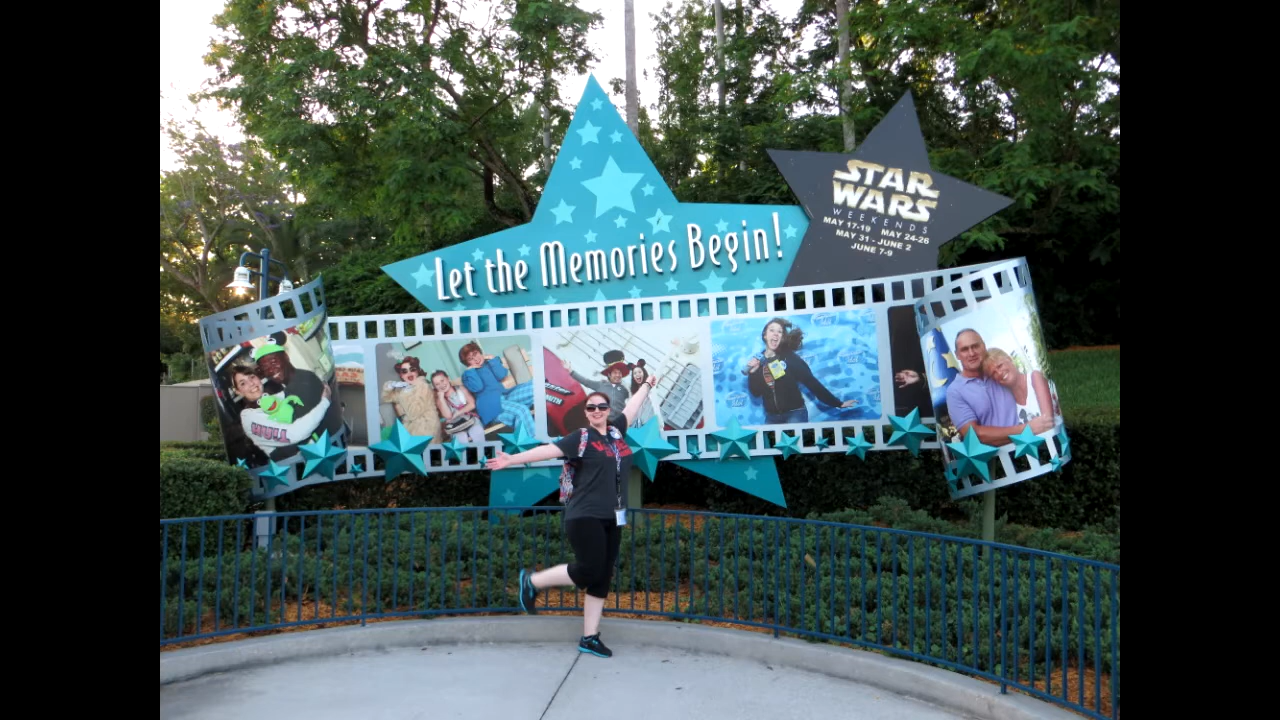 Let the Memories Begin!
STAR
WARS
WEEKENDS
MAY 17-19 MAY 24-26
MAY 31 - JUNE 2
JUNE 7-9